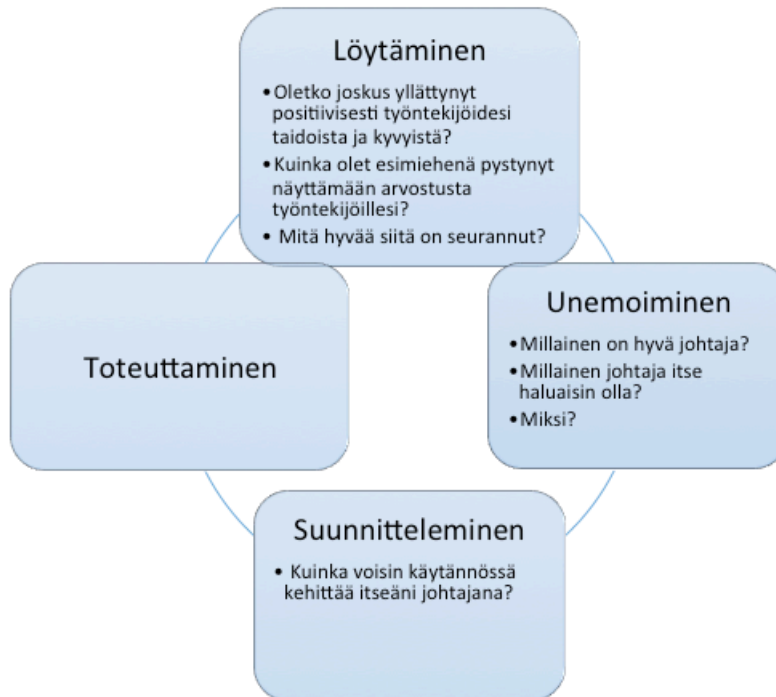 Löytäminen
•Oletko joskus yllättynyt
positiivisesti työntekijöidesi
taidoista ja kyvyistä?
•Kuinka olet esimiehenä pystynyt
näyttämään arvostusta
työntekijöillesi?
• Mitä hyvää siitä on seurannut?
Unemoiminen
•Millainen on hyvä johtaja?
•Millainen johtaja itse
haluaisin olla?
•Miksi?
Suunnitteleminen
• Kuinka voisin käytännössä
kehittää itseäni johtajana?
Toteuttaminen